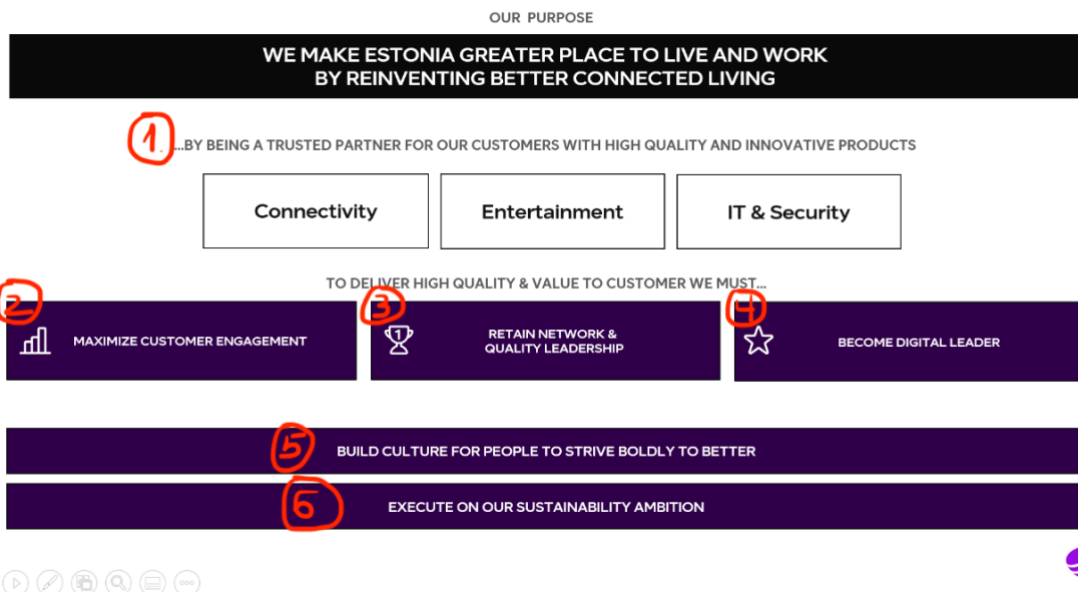 OUR PURPOSE
WE MAKE ESTONIA GREATER PLACE TO LIVE AND WORK
BY REINVENTING BETTER CONNECTED LIVING
1
...BY BEING A TRUSTED PARTNER FOR OUR CUSTOMERS WITH HIGH QUALITY AND INNOVATIVE PRODUCTS
Connectivity
Entertainment
IT & Security
TO DELIVER HIGH QUALITY & VALUE TO CUSTOMER WE MUST...
2
MAXIMIZE CUSTOMER ENGAGEMENT
3
1
RETAIN NETWORK &
QUALITY LEADERSHIP
4
BECOME DIGITAL LEADER
5
BUILD CULTURE FOR PEOPLE TO STRIVE BOLDLY TO BETTER
6
EXECUTE ON OUR SUSTAINABILITY AMBITION